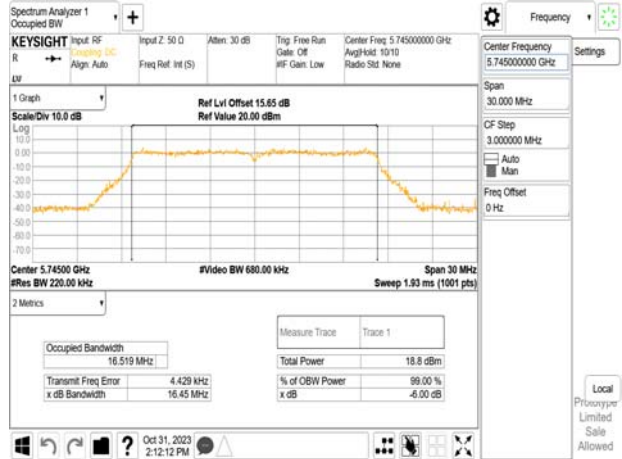 Spectrum Analyzer 1
Occupied BW
Frequency
KEYSIGHT
R
Input: RF
Coupling: DC
Align: Auto
Input Z: 50 Ω
Freq Ref: Int (S)
Atten: 30 dB
Trig: Free Run
Gate: Off
#IF Gain: Low
Center Freq: 5.745000000 GHz
Avg|Hold: 10/10
Radio Std: None
Center Frequency
5.745000000 GHz
Settings
Span
30.000 MHz
CF Step
3.000000 MHz
Auto
Man
Freq Offset
0 Hz
1 Graph
Scale/Div 10.0 dB
Ref Lvl Offset 15.65 dB
Ref Value 20.00 dBm
Log
10.0
0.00
-10.0
-20.0
-30.0
-40.0
-50.0
-60.0
-70.0
Center 5.74500 GHz
#Res BW 220.00 kHz
#Video BW 680.00 kHz
Span 30 MHz
Sweep 1.93 ms (1001 pts)
2 Metrics
Measure Trace Trace 1
Occupied Bandwidth
16.519 MHz
Total Power 18.8 dBm
Transmit Freq Error 4.429 kHz
% of OBW Power 99.00 %
x dB Bandwidth 16.45 MHz
x dB -6.00 dB
Local
Prototype
Limited
Sale
Allowed
?
Oct 31, 2023
2:12:12 PM